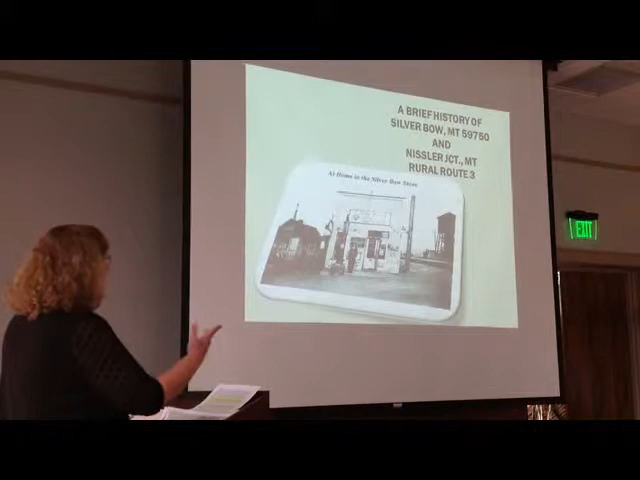 A BRIEF HISTORY OF
SILVER BOW, MT 59750
AND
NISSLER JCT., MT
RURAL ROUTE 3
At Home in the Silver Bow Store
EXIT